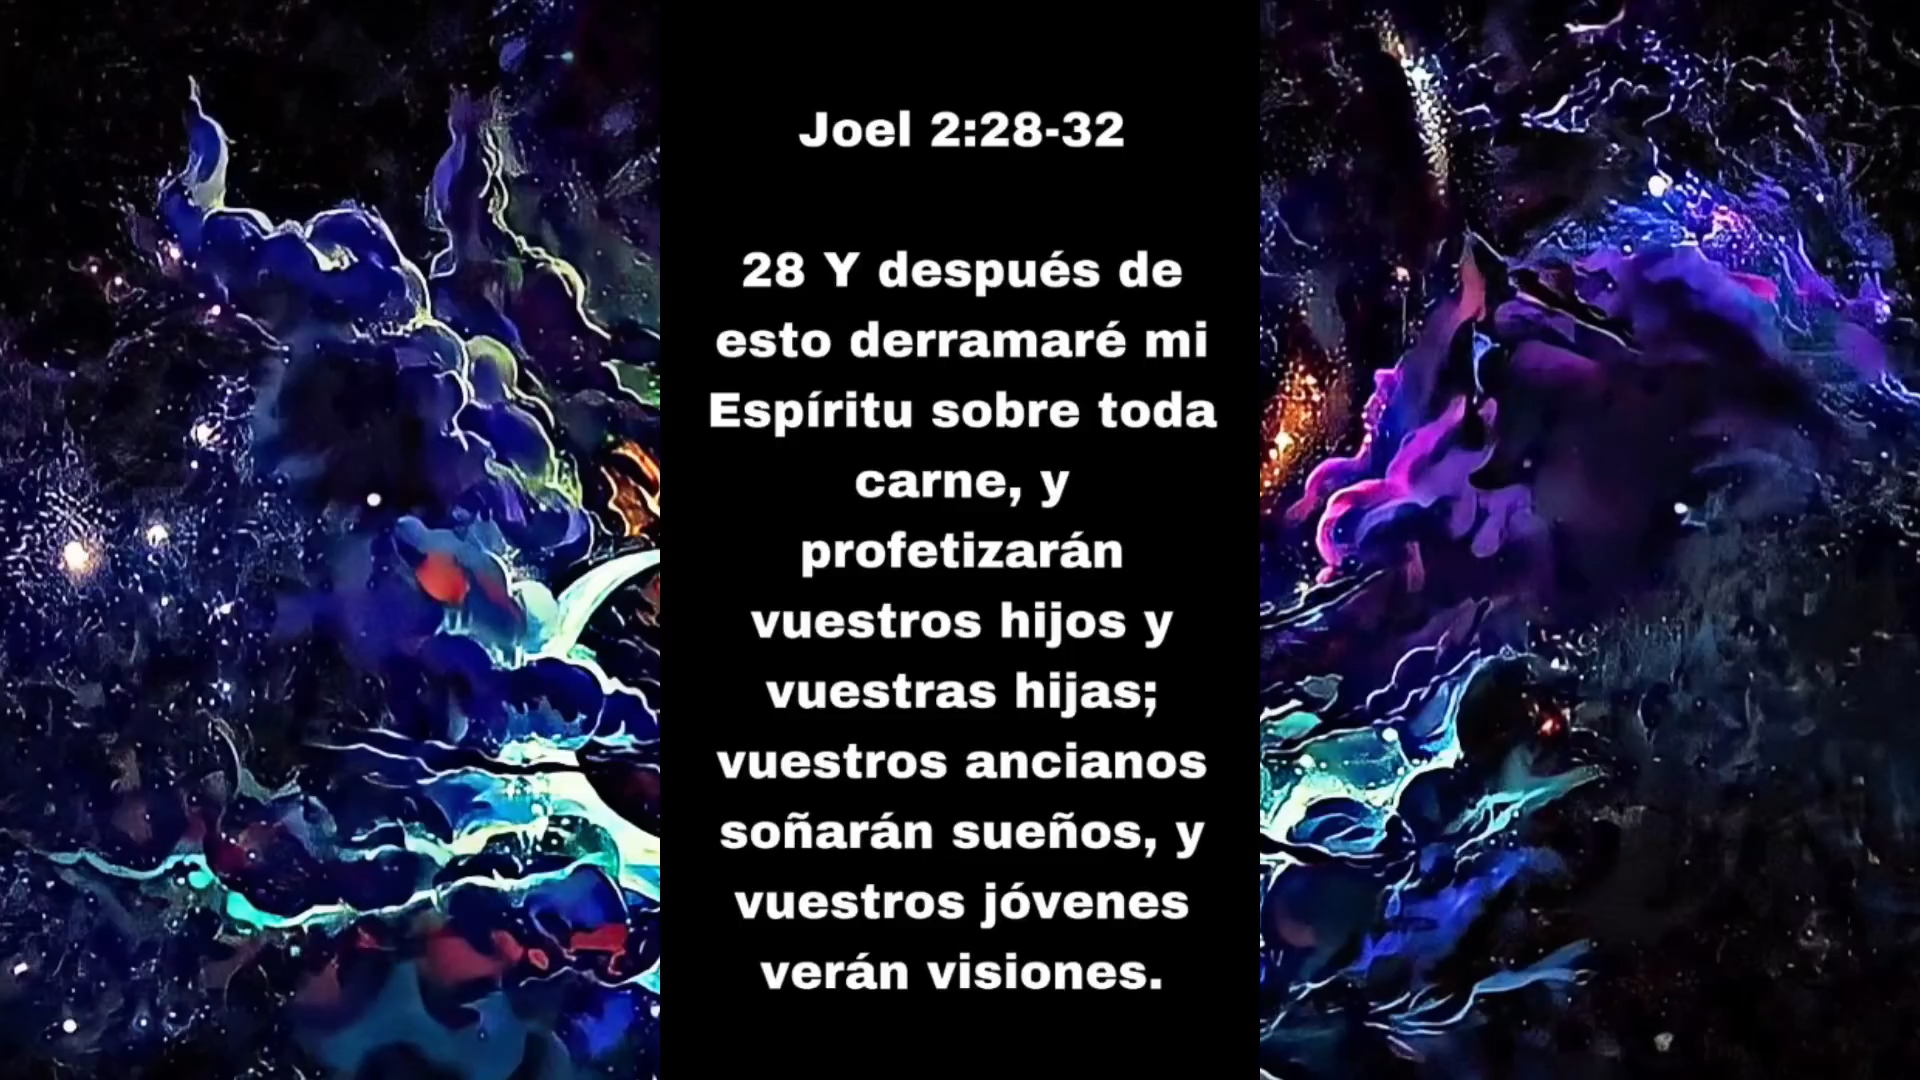 Joel 2:28-32
28 Y después de
esto derramaré mi
Espíritu sobre toda
carne, y
profetizarán
vuestros hijos y
vuestras hijas;
vuestros ancianos
soñarán sueños, y
vuestros jóvenes
verán visiones.